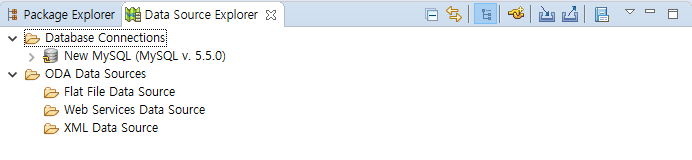 Package Explorer Data Source Explorer
Database Connections
New MySQL (MySQL v. 5.5.0)
ODA Data Sources
Flat File Data Source
Web Services Data Source
XML Data Source